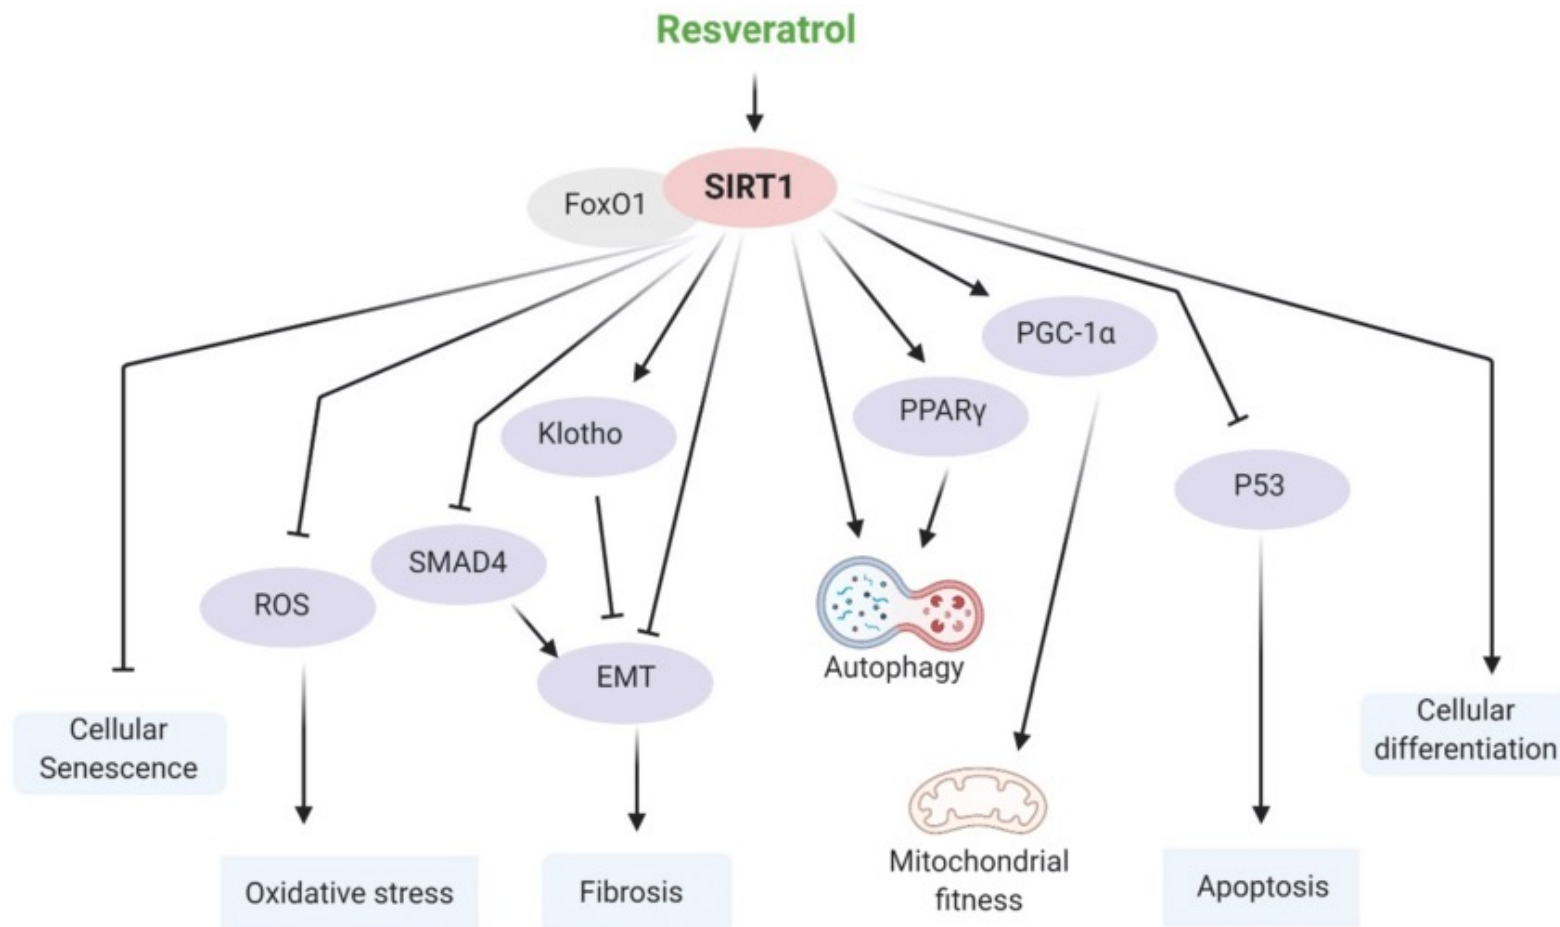 Resveratrol
SIRT1
FoxO1
PGC-1α
PPARγ
Klotho
P53
SMAD4
ROS
EMT
Autophagy
Cellular
Senescence
Cellular
differentiation
Mitochondrial
fitness
Oxidative stress
Fibrosis
Apoptosis